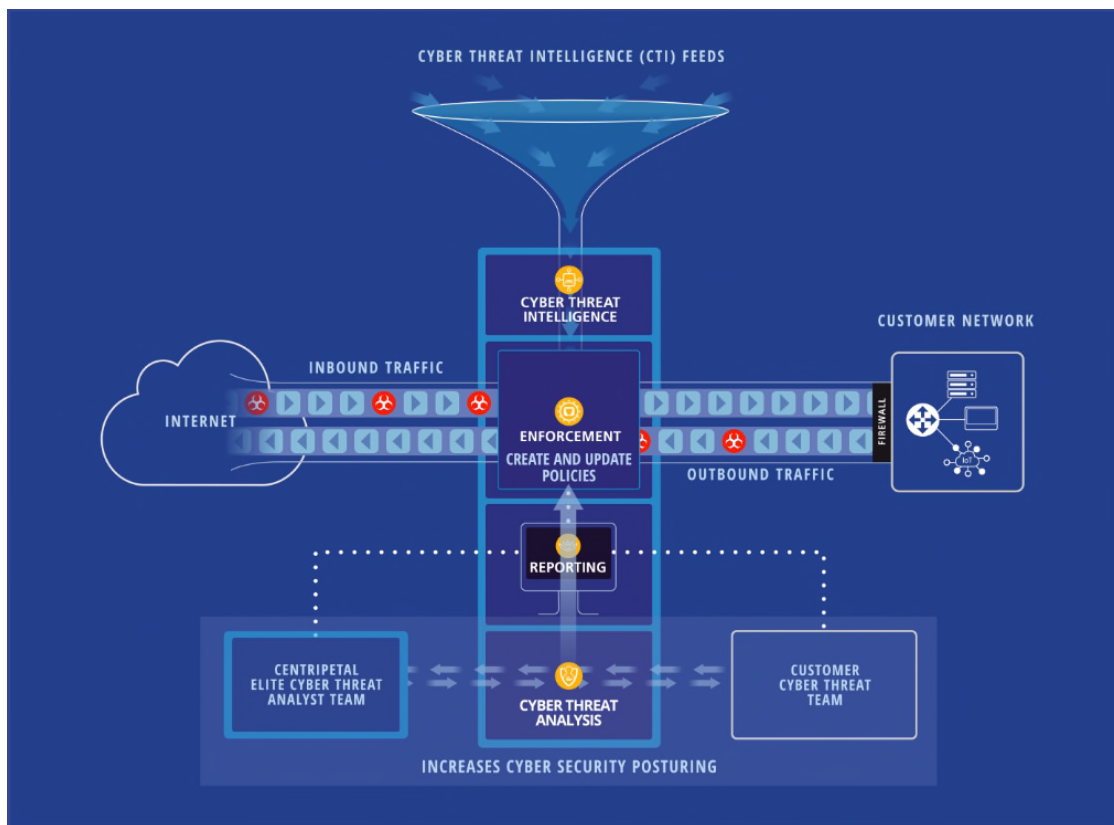 CYBER THREAT INTELLIGENCE (CTI) FEEDS
CYBER THREAT
INTELLIGENCE
CUSTOMER NETWORK
INBOUND TRAFFIC
INTERNET
FIREWALL
IoT
ENFORCEMENT
CREATE AND UPDATE
POLICIES
OUTBOUND TRAFFIC
REPORTING
CENTRIPETAL
ELITE CYBER THREAT
ANALYST TEAM
CYBER THREAT
ANALYSIS
CUSTOMER
CYBER THREAT
TEAM
INCREASES CYBER SECURITY POSTURING